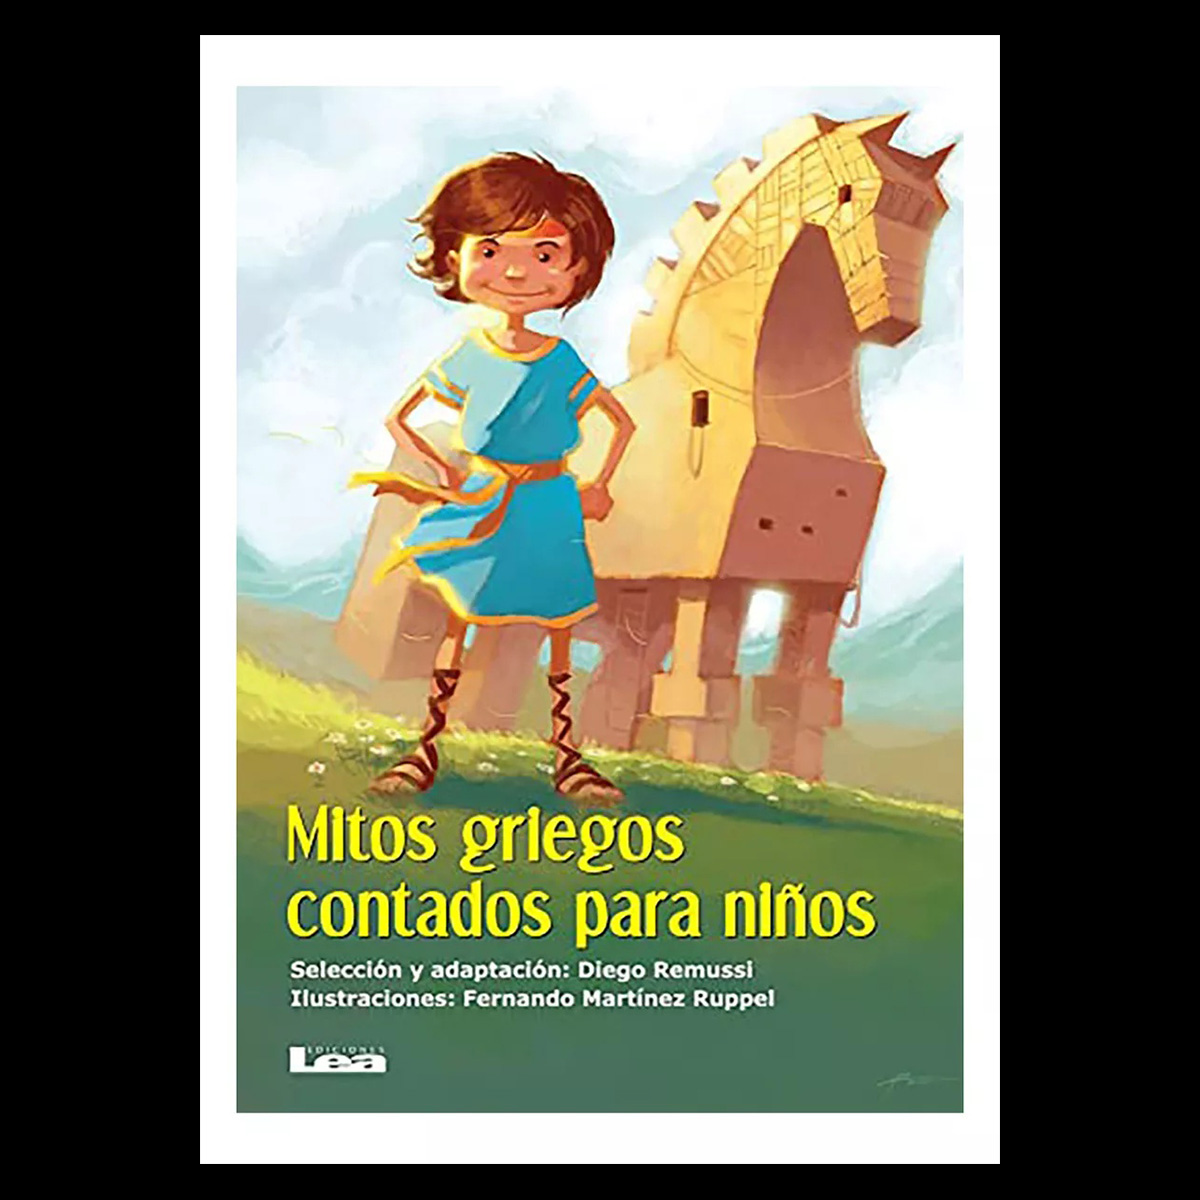 Mitos griegos
contados para niños
Selección y adaptación: Diego Remussi
Ilustraciones: Fernando Martínez Ruppel
EDICIONES
Lea